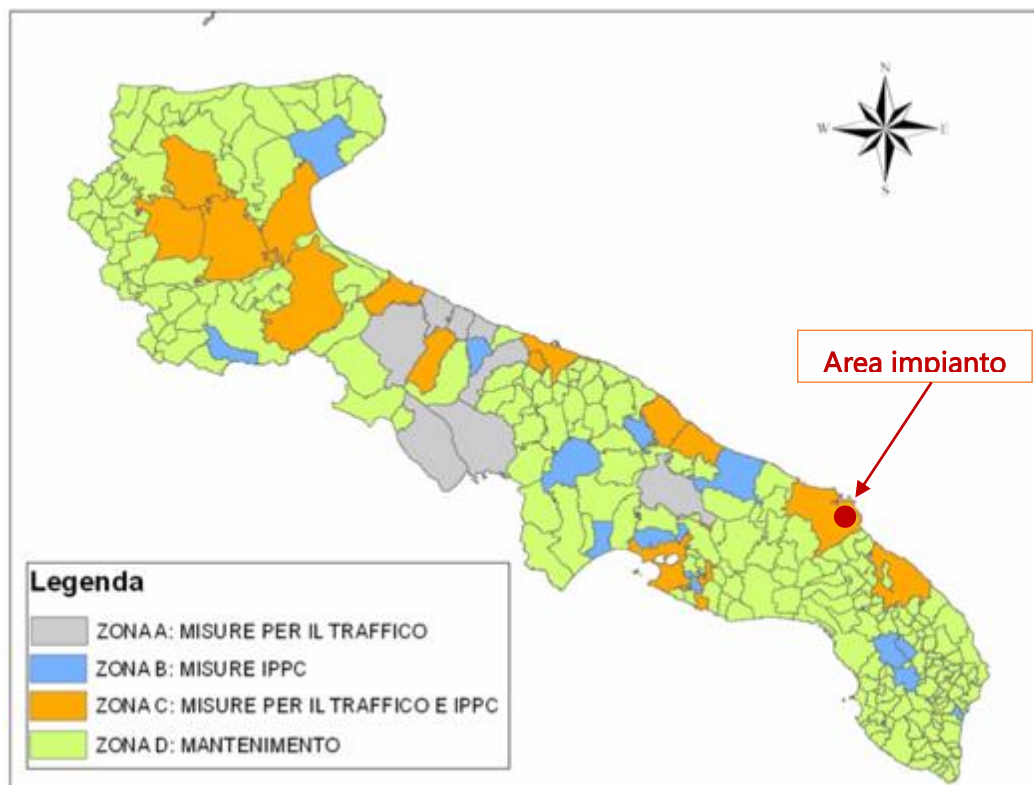 N
W E
S
Area impianto
Legenda
ZONA A: MISURE PER IL TRAFFICO
ZONA B: MISURE IPPC
ZONA C: MISURE PER IL TRAFFICO E IPPC
ZONA D: MANTENIMENTO